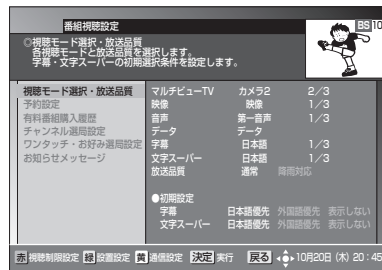 番組視聴設定
BS 10
◎視聴モード選択・放送品質
各視聴モードと放送品質を選択します。
字幕・文字スーパーの初期選択条件を設定します。
視聴モード選択・放送品質
予約設定
有料番組購入履歴
チャンネル選局設定
ワンタッチ・お好み選局設定
お知らせメッセージ
マルチビューTV カメラ2 2/3
映像 映像 1/3
音声 第一音声 1/3
データ データ
字幕 日本語 1/3
文字スーパー 日本語 1/3
放送品質 通常 降雨対応
●初期設定
字幕 日本語優先 外国語優先 表示しない
文字スーパー 日本語優先 外国語優先 表示しない
赤 視聴制限設定 緑 設置設定 黄 通信設定 決定 実行 戻る 10月20日 (木) 20:45